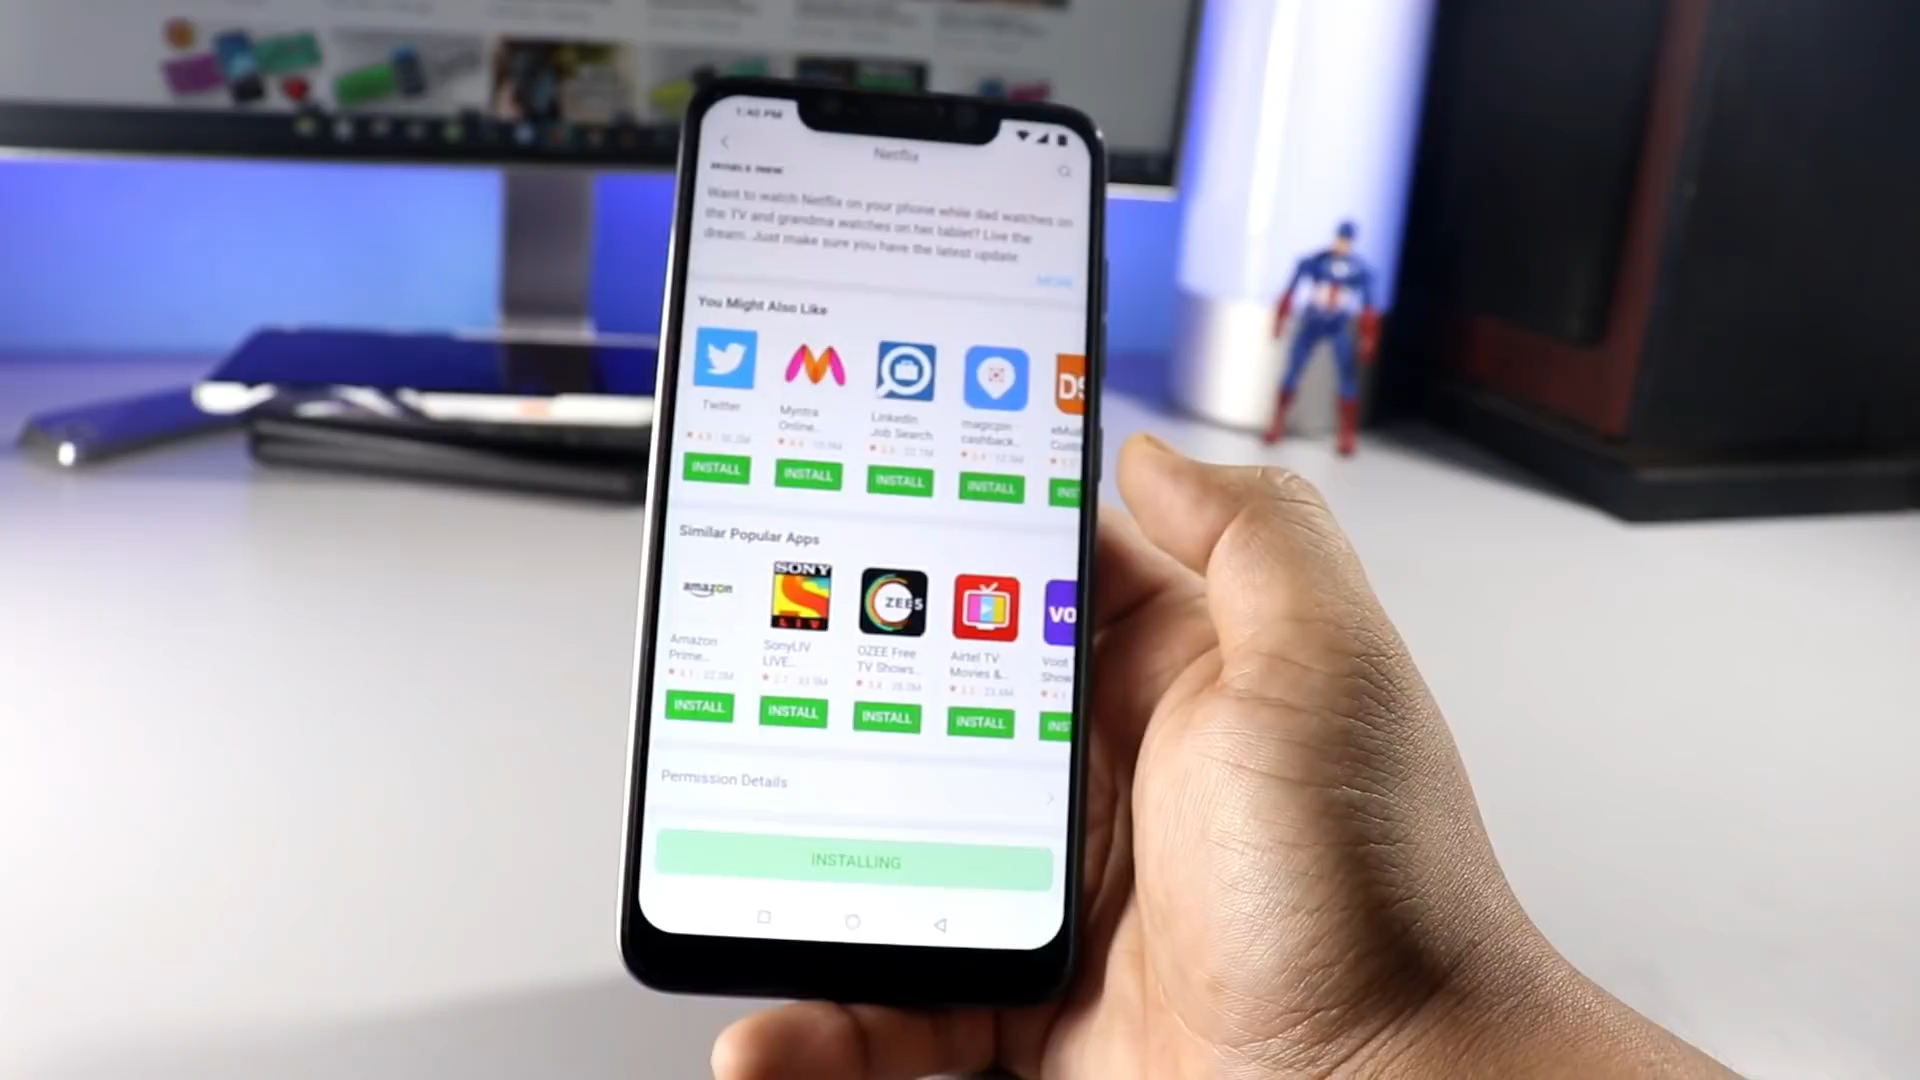 1:40 PM
Netflix
WHAT'S NEW
Want to watch Netflix on your phone while dad watches on
the TV and grandma watches on her tablet? Live the
dream. Just make sure you have the latest update.
MORE
You Might Also Like
DS
Twitter
Myntra
Online...
LinkedIn
Job Search
magicpin
cashback...
INSTALL
INSTALL
INSTALL
INSTALL
INS
Similar Popular Apps
amazon
SONY
LIV
ZEE5
VO
Amazon
Prime...
SonyLIV
LIVE...
OZEE Free
TV Shows...
Airtel TV
Movies &...
Voot
Show
INSTALL
INSTALL
INSTALL
INSTALL
INS
Permission Details
INSTALLING